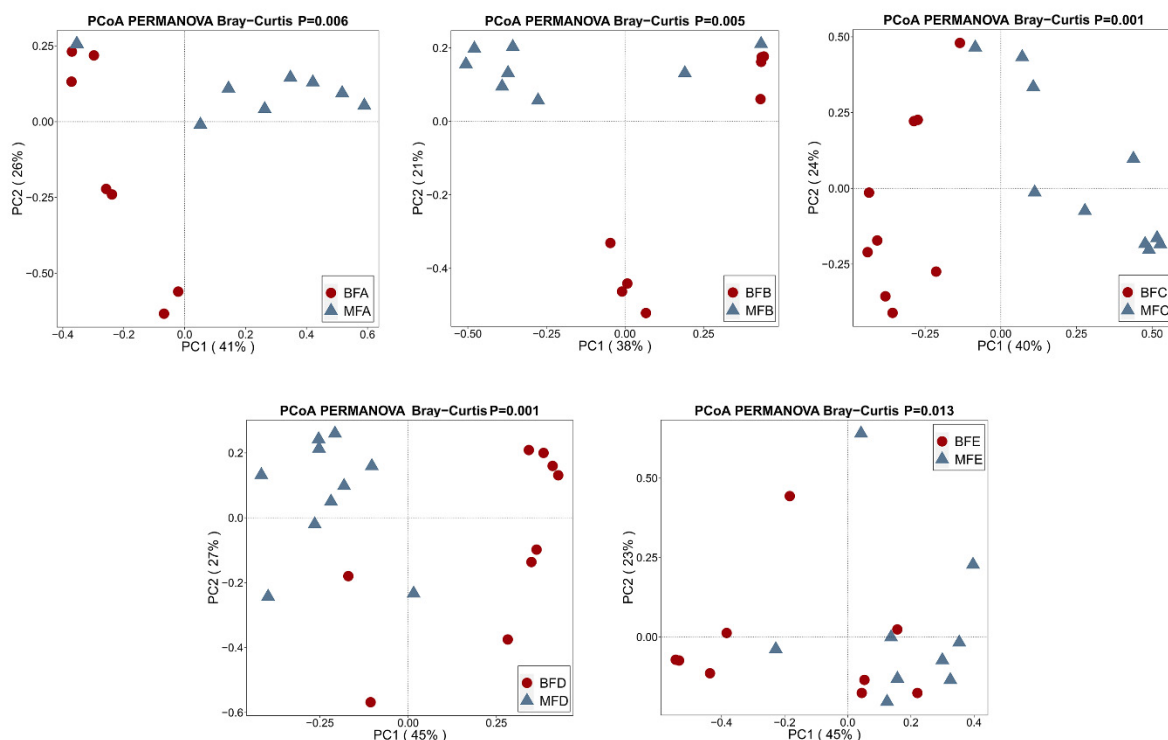 PCoA PERMANOVA Bray−Curtis P=0.006
0.25
0.00
−0.25
−0.50
PC2 ( 26%)
−0.4
−0.2
0.0
0.2
0.4
0.6
PC1 ( 41%)
BFA
MFA
PCoA PERMANOVA Bray−Curtis P=0.005
0.2
0.0
−0.2
−0.4
PC2 ( 21%)
−0.50
−0.25
0.00
0.25
PC1 ( 38%)
BFB
MFB
PCoA PERMANOVA Bray−Curtis P=0.001
0.50
0.25
0.00
−0.25
PC2 ( 24%)
−0.25
0.00
0.25
0.50
PC1 ( 40%)
BFC
MFC
PCoA PERMANOVA Bray−Curtis P=0.001
0.2
0.0
−0.2
−0.4
−0.6
PC2 ( 27%)
−0.25
0.00
0.25
PC1 ( 45%)
BFD
MFD
PCoA PERMANOVA Bray−Curtis P=0.013
0.50
0.25
0.00
PC2 ( 23%)
−0.4
−0.2
0.0
0.2
0.4
PC1 ( 45%)
BFE
MFE